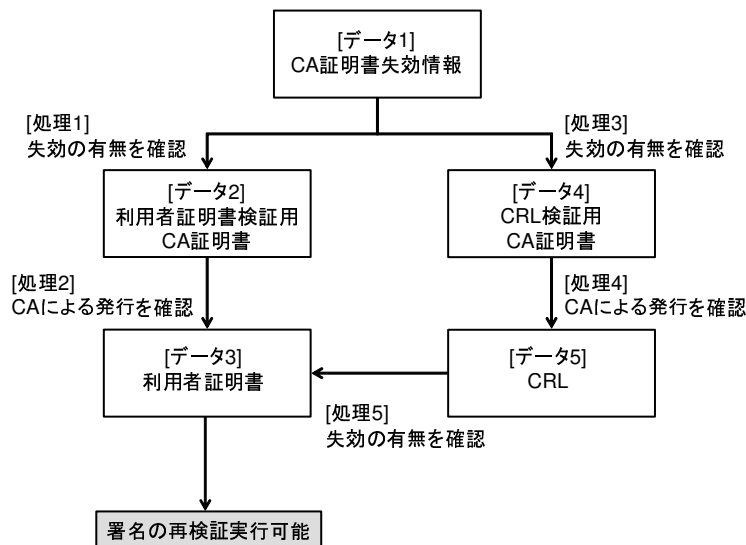 [データ1]
CA証明書失効情報
[処理1]
失効の有無を確認
[処理3]
失効の有無を確認
[データ2]
利用者証明書検証用
CA証明書
[データ4]
CRL検証用
CA証明書
[処理2]
CAによる発行を確認
[処理4]
CAによる発行を確認
[データ3]
利用者証明書
[データ5]
CRL
[処理5]
失効の有無を確認
署名の再検証実行可能